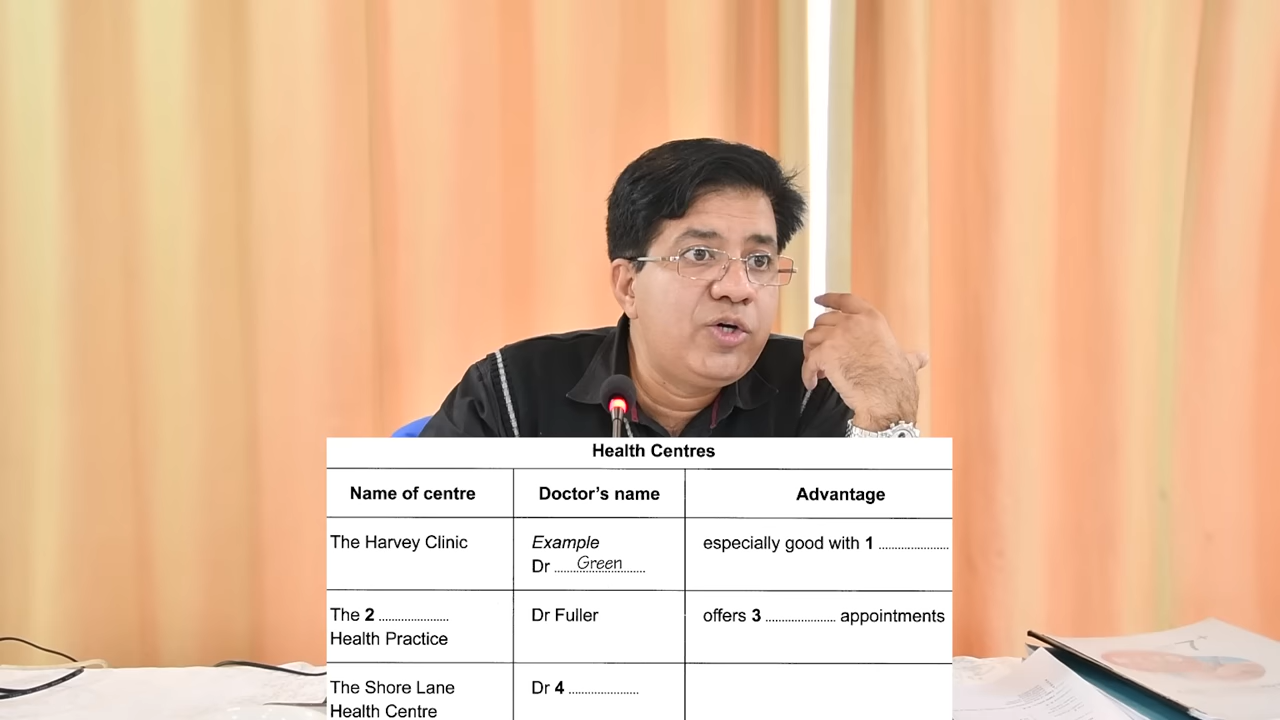 Health Centres
Name of centre
Doctor's name
Advantage
The Harvey Clinic
Example
Dr ....Green....
especially good with 1 ....................
The 2 ....................
Health Practice
Dr Fuller
offers 3 .................... appointments
The Shore Lane
Health Centre
Dr 4 ....................